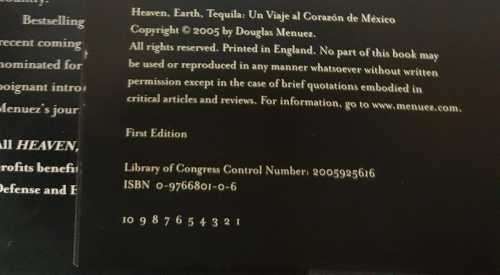 Bestselling
recent coming
nominated for
poignant intro
Menuez's jour
All HEAVEN,
profits benefi
Defense and E
Heaven, Earth, Tequila: Un Viaje al Corazón de México
Copyright © 2005 by Douglas Menuez.
All rights reserved. Printed in England. No part of this book may
be used or reproduced in any manner whatsoever without written
permission except in the case of brief quotations embodied in
critical articles and reviews. For information, go to www.menuez.com.
First Edition
Library of Congress Control Number: 2005925616
ISBN 0-9766801-0-6
10 9 8 7 6 5 4 3 2 1